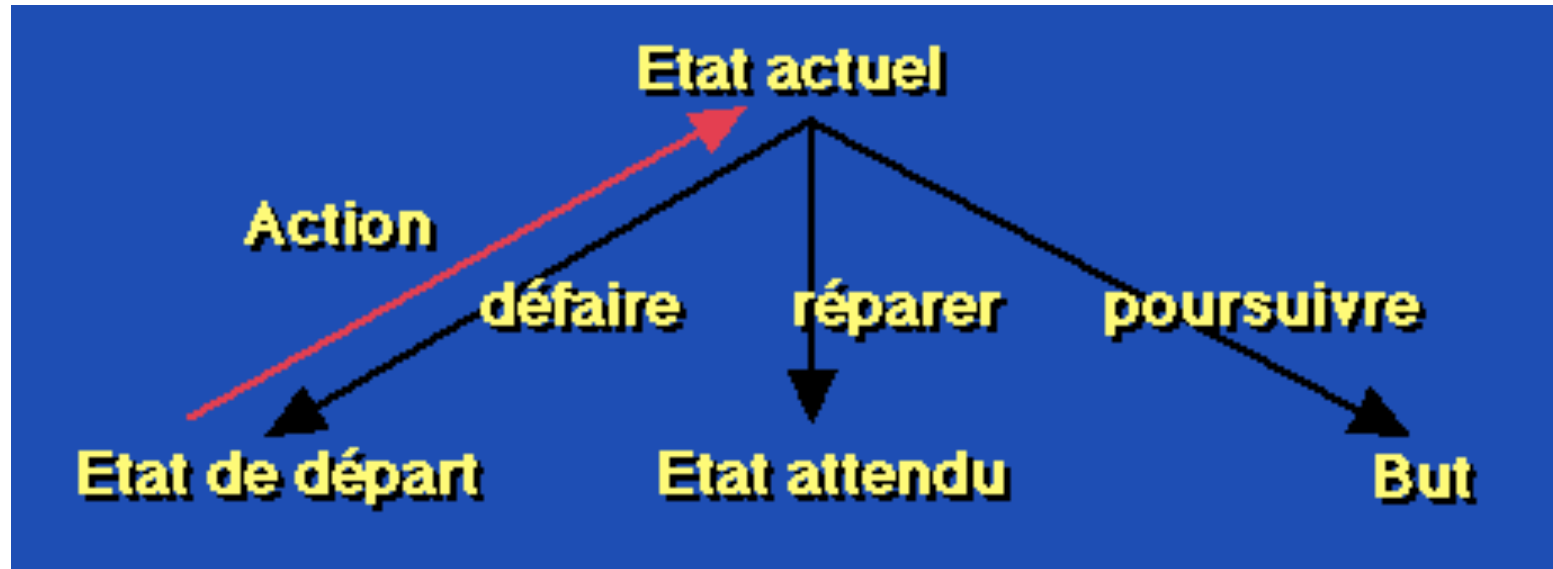 Etat actuel
Action
défaire réparer poursuivre
Etat de départ Etat attendu But